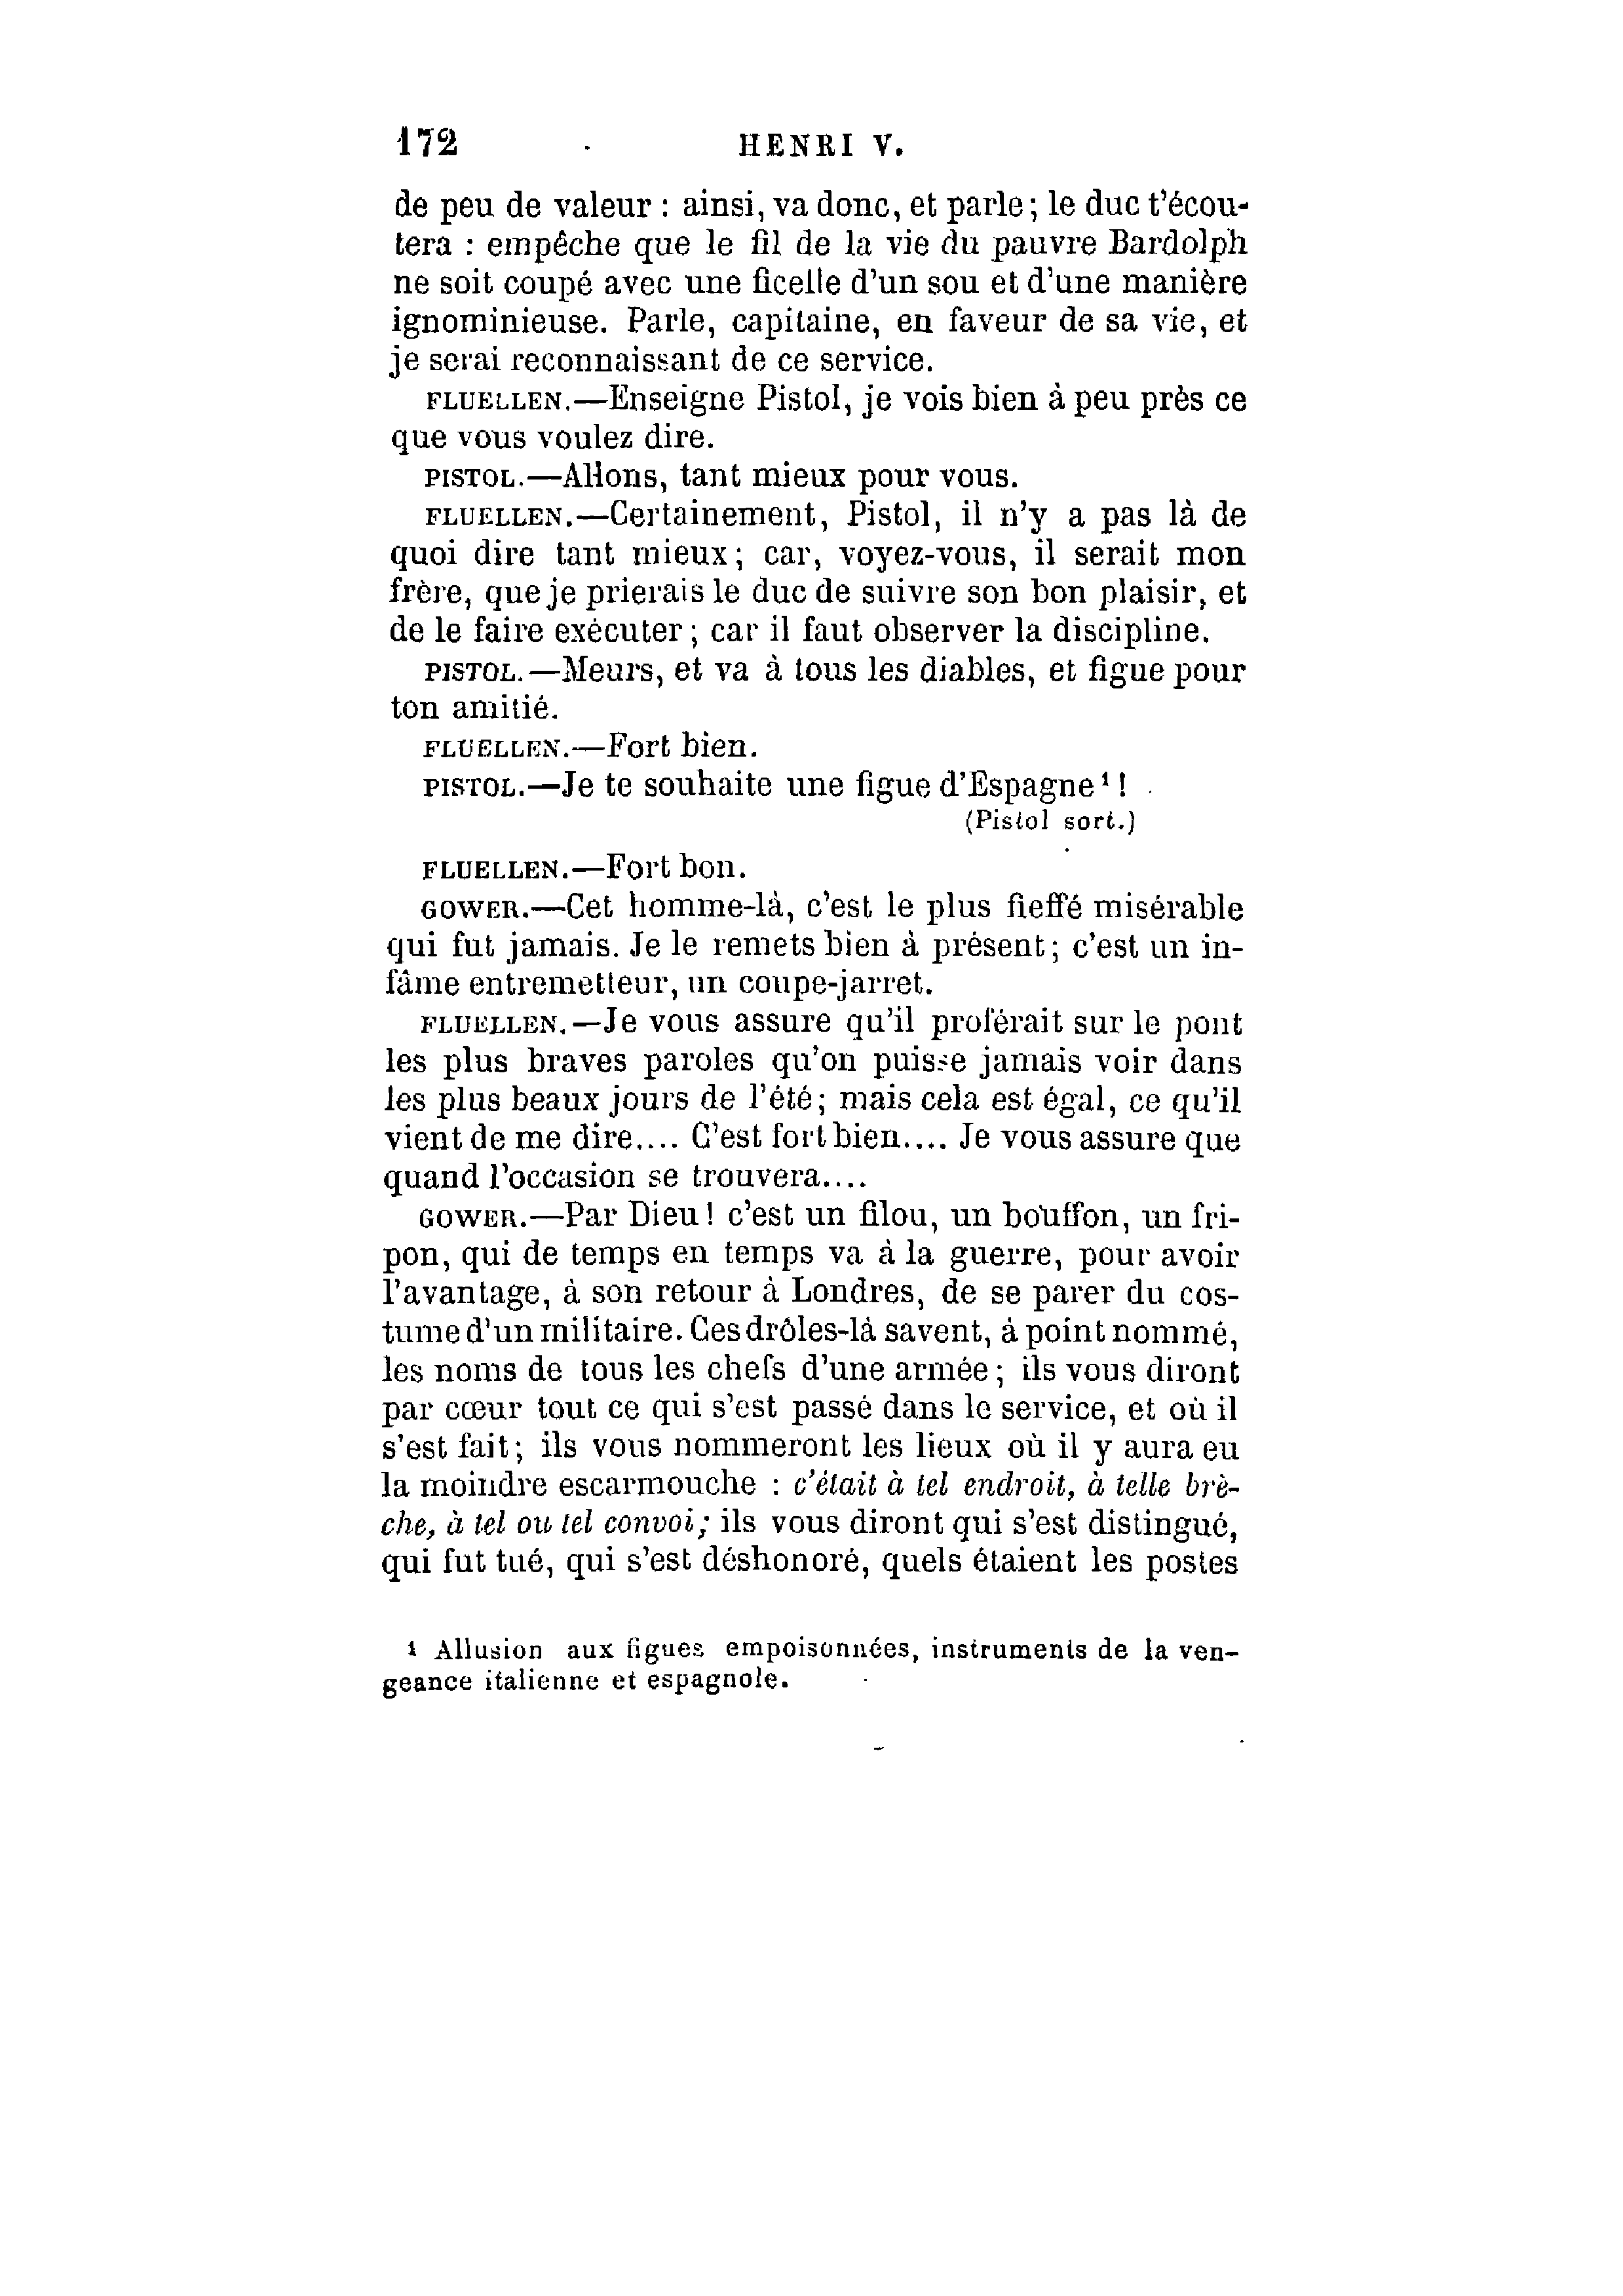 172 HENRI V.
de peu de valeur : ainsi, va donc, et parle ; le duc t'écou-
tera : empêche que le fil de la vie du pauvre Bardolph
ne soit coupé avec une ficelle d'un sou et d'une manière
ignominieuse. Parle, capitaine, en faveur de sa vie, et
je serai reconnaissant de ce service.
FLUELLEN.—Enseigne Pistol, je vois bien à peu près ce
que vous voulez dire.
PISTOL.—Allons, tant mieux pour vous.
FLUELLEN.—Certainement, Pistol, il n'y a pas là de
quoi dire tant mieux ; car, voyez-vous, il serait mon
frère, que je prierais le duc de suivre son bon plaisir, et
de le faire exécuter ; car il faut observer la discipline.
PISTOL.—Meurs, et va à tous les diables, et figue pour
ton amitié.
FLUELLEN.—Fort bien.
PISTOL.—Je te souhaite une figue d'Espagne¹ !
(Pistol sort.)
FLUELLEN.—Fort bon.
GOWER.—Cet homme-là, c'est le plus fieffé misérable
qui fut jamais. Je le remets bien à présent ; c'est un in-
fâme entremetteur, un coupe-jarret.
FLUELLEN.—Je vous assure qu'il proférait sur le pont
les plus braves paroles qu'on puisse jamais voir dans
les plus beaux jours de l'été ; mais cela est égal, ce qu'il
vient de me dire.... C'est fort bien.... Je vous assure que
quand l'occasion se trouvera....
GOWER.—Par Dieu ! c'est un filou, un bouffon, un fri-
pon, qui de temps en temps va à la guerre, pour avoir
l'avantage, à son retour à Londres, de se parer du cos-
tume d'un militaire. Ces drôles-là savent, à point nommé,
les noms de tous les chefs d'une armée ; ils vous diront
par cœur tout ce qui s'est passé dans le service, et où il
s'est fait ; ils vous nommeront les lieux où il y aura eu
la moindre escarmouche : c'était à tel endroit, à telle brè-
che, à tel ou tel convoi ; ils vous diront qui s'est distingué,
qui fut tué, qui s'est déshonoré, quels étaient les postes
¹ Allusion aux figues empoisonnées, instruments de la ven-
geance italienne et espagnole.